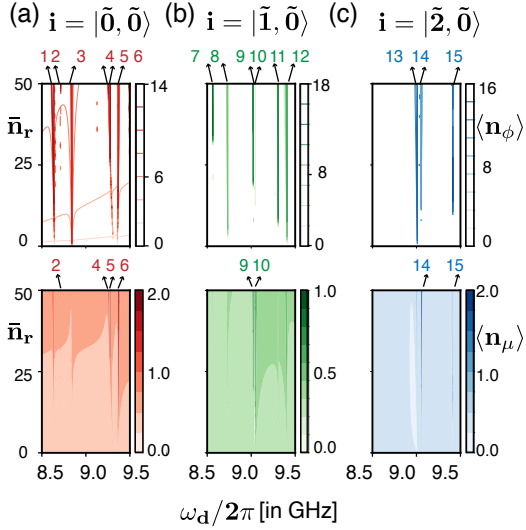 (a) i = |0̃, 0̃⟩ (b) i = |1̃, 0̃⟩ (c) i = |2̃, 0̃⟩
1 2 3 4 5 6 7 8 9 10 11 12 13 14 15
50 14 18 16
n̄r 25 6 8 8 ⟨nϕ⟩
0 0 0 0
2 4 5 6 9 10 14 15
50 2.0 1.0 2.0
n̄r 25 1.0 0.5 1.0 ⟨nμ⟩
0 0.0 0.0 0.0
8.5 9.0 9.5 9.0 9.5 9.0 9.5
ωd/2π [in GHz]